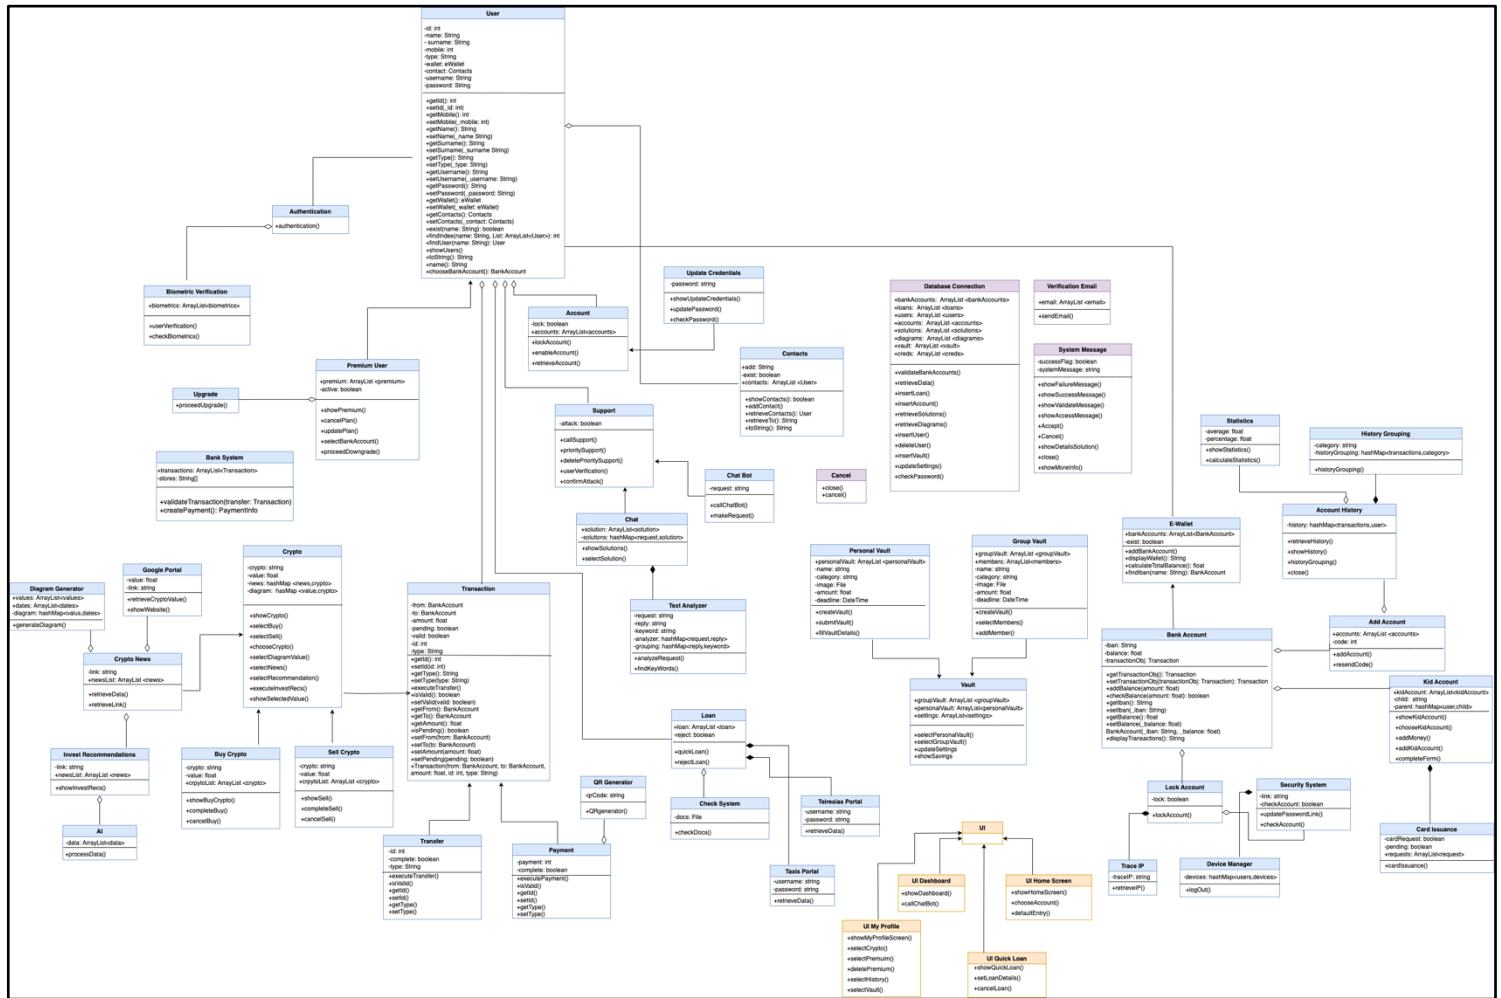 User
-id: int
-name: String
- surname: String
-mobile: int
-type: String
-wallet: eWallet
-contact: Contacts
-username: String
-password: String
+getId(): int
+setId(_id: int)
+getMobile(): int
+setMobile(_mobile: int)
+getName(): String
+setName(_name String)
+getSurname(): String
+setSurname(_surname String)
+getType(): String
+setType(_type: String)
+getUsername(): String
+setUsername(_username: String)
+getPassword(): String
+setPassword(_password: String)
+getWallet(): eWallet
+setWallet(_wallet: eWallet)
+getContacts(): Contacts
+setContacts(_contact: Contacts)
+exist(name: String): boolean
+findIndex(name: String, List: ArrayList<User>): int
+findUser(name: String): User
+showUsers()
+toString(): String
+name(): String
+chooseBankAccount(): BankAccount
Authentication
+authentication()
Biometric Verification
+biometrics: ArrayList<biometrics>
+userVerification()
+checkBiometrics()
Premium User
+premium: ArrayList <premium>
-active: boolean
+showPremium()
+cancelPlan()
+updatePlan()
+selectBankAccount()
+proceedDowngrade()
Upgrade
+proceedUpgrade()
Bank System
+transactions: ArrayList<Transaction>
-stores: String[]
+validateTransaction(transfer: Transaction)
+createPayment(): PaymentInfo
Account
-lock: boolean
+accounts: ArrayList<accounts>
+lockAccount()
+enableAccount()
+retrieveAccount()
Update Credentials
-password: string
+showUpdateCredentials()
+updatePassword()
+checkPassword()
Contacts
+add: String
-exist: boolean
+contacts: ArrayList <User>
+showContacts(): boolean
+addContact()
+retrieveContacts(): User
+retrieveTo(): String
+toString(): String
Support
-attack: boolean
+callSupport()
+prioritySupport()
+deletePrioritySupport()
+userVerification()
+confirmAttack()
Chat Bot
-request: string
+callChatBot()
+makeRequest()
Chat
+solution: ArrayList<solution>
-solutions: hashMap<request,solution>
+showSolutions()
+selectSolution()
Text Analyzer
-request: string
-reply: string
-keyword: string
-analyzer: hashMap<request,reply>
-grouping: hashMap<reply,keyword>
+analyzeRequest()
+findKeyWords()
Database Connection
+bankAccounts: ArrayList <bankAccounts>
+loans: ArrayList <loans>
+users: ArrayList <users>
+accounts: ArrayList <accounts>
+solutions: ArrayList <solutions>
+diagrams: ArrayList <diagrams>
+vault: ArrayList <vault>
+creds: ArrayList <creds>
+validateBankAccounts()
+retrieveData()
+insertLoan()
+insertAccount()
+retrieveSolutions()
+retrieveDiagrams()
+insertUser()
+deleteUser()
+insertVault()
+updateSettings()
+checkPassword()
Verification Email
+email: ArrayList <email>
+sendEmail()
System Message
-successFlag: boolean
-systemMessage: string
+showFailureMessage()
+showSuccessMessage()
+showValidateMessage()
+showAccessMessage()
+Accept()
+Cancel()
+showDetailsSolution()
+close()
+showMoreInfo()
Cancel
+close()
+cancel()
Statistics
-average: float
-percentage: float
+showStatistics()
+calculateStatistics()
History Grouping
-category: string
-historyGrouping: hashMap<transactions,category>
+historyGrouping()
Account History
-history: hashMap<transactions,user>
+retrieveHistory()
+showHistory()
+historyGrouping()
+close()
E-Wallet
+bankAccounts: ArrayList<BankAccount>
-exist: boolean
+addBankAccount()
+displayWallet(): String
+calculateTotalBalance(): float
+findIban(name: String): BankAccount
Add Account
+accounts: ArrayList <accounts>
-code: int
+addAccount()
+resendCode()
Bank Account
-iban: String
-balance: float
-transactionObj: Transaction
+getTransactionObj(): Transaction
+setTransactionObj(transactionObj: Transaction): Transaction
+addBalance(amount: float)
+checkBalance(amount: float): boolean
+getIban(): String
+setIban(_iban: String)
+getBalance(): float
+setBalance(_balance: float)
BankAccount(_iban: String, _balance: float)
+displayTransactions(): String
Kid Account
+kidAccount: ArrayList<kidAccount>
-child: string
-parent: hashMap<user,child>
+showKidAccount()
+chooseKidAccount()
+addMoney()
+addKidAccount()
+completeForm()
Card Issuance
-cardRequest: boolean
-pending: boolean
+requests: ArrayList<request>
+cardIssuance()
Lock Account
-lock: boolean
+lockAccount()
Security System
-link: string
-checkAccount: boolean
+updatePasswordLink()
+checkAccount()
Trace IP
-traceIP: string
+retrieveIP()
Device Manager
-devices: hashMap<users,devices>
+logOut()
Personal Vault
+personalVault: ArrayList <personalVault>
-name: string
-category: string
-image: File
-amount: float
-deadline: DateTime
+createVault()
+submitVault()
+fillVaultDetails()
Group Vault
+groupVault: ArrayList <groupVault>
+members: ArrayList<members>
-name: string
-category: string
-image: File
-amount: float
-deadline: DateTime
+createVault()
+selectMembers()
+addMember()
Vault
+groupVault: ArrayList <groupVault>
+personalVault: ArrayList<personalVault>
+settings: ArrayList<settings>
+selectPersonalVault()
+selectGroupVault()
+updateSettings
+showSavings
Crypto
-crypto: string
-value: float
-news: hashMap <news,crypto>
-diagram: hasMap <value,crypto>
+showCrypto()
+selectBuy()
+selectSell()
+chooseCrypto()
+selectDiagramValue()
+selectNews()
+selectRecommendation()
+executeInvestRecs()
+showSelectedValue()
Google Portal
-value: float
-link: string
+retrieveCryptoValue()
+showWebsite()
Diagram Generator
+values: ArrayList<values>
+dates: ArrayList<dates>
-diagram: hashMap<value,dates>
+generateDiagram()
Crypto News
-link: string
+newsList: ArrayList <news>
+retrieveData()
+retrieveLink()
Invest Recommendations
-link: string
+newsList: ArrayList <news>
+showInvestRecs()
AI
-data: ArrayList<data>
+processData()
Buy Crypto
-crypto: string
-value: float
+crpytoList: ArrayList <crypto>
+showBuyCrypto()
+completeBuy()
+cancelBuy()
Sell Crypto
-crypto: string
-value: float
+crpytoList: ArrayList <crypto>
+showSell()
+completeSell()
+cancelSell()
Transaction
-from: BankAccount
-to: BankAccount
-amount: float
-pending: boolean
-valid: boolean
-id: int
-type: String
+getId(): int
+setId(id: int)
+getType(): String
+setType(type: String)
+executeTransfer()
+isValid(): boolean
+setValid(valid: boolean)
+getFrom(): BankAccount
+getTo(): BankAccount
+getAmount(): float
+isPending(): boolean
+setFrom(from: BankAccount)
+setTo(to: BankAccount)
+setAmount(amount: float)
+setPending(pending: boolean)
+Transaction(from: BankAccount, to: BankAccount,
amount: float, id: int, type: String)
Transfer
-id: int
-complete: boolean
-type: String
+executeTransfer()
+isValid()
+getId()
+setId()
+getType()
+setType()
Payment
-payment: int
-complete: boolean
+executePayment()
+isValid()
+getId()
+setId()
+getType()
+setType()
QR Generator
-qrCode: string
+QRgenerator()
Loan
+loan: ArrayList <loan>
-reject: boolean
+quickLoan()
+rejectLoan()
Check System
-docs: File
+checkDocs()
Teiresias Portal
-username: string
-password: string
+retrieveData()
Taxis Portal
-username: string
-password: string
+retrieveData()
UI
UI Dashboard
+showDashboard()
+callChatBot()
UI Home Screen
+showHomeScreen()
+chooseAccount()
+defaultEntry()
UI My Profile
+showMyProfileScreen()
+selectCrypto()
+selectPremuim()
+deletePremium()
+selectHistory()
+selectVault()
UI Quick Loan
+showQuickLoan()
+setLoanDetails()
+cancelLoan()